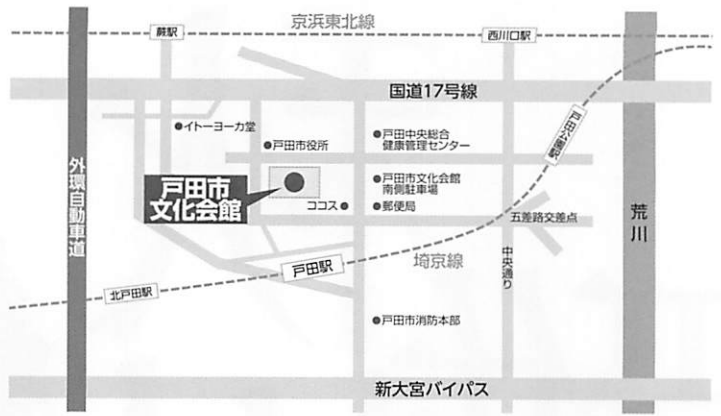 京浜東北線
蕨駅
西川口駅
国道17号線
イトーヨーカ堂
戸田市役所
戸田中央総合
健康管理センター
戸田公園駅
外環自動車道
戸田市
文化会館
戸田市文化会館
南側駐車場
ココス
郵便局
五差路交差点
荒川
戸田駅
埼京線
中央通り
北戸田駅
戸田市消防本部
新大宮バイパス